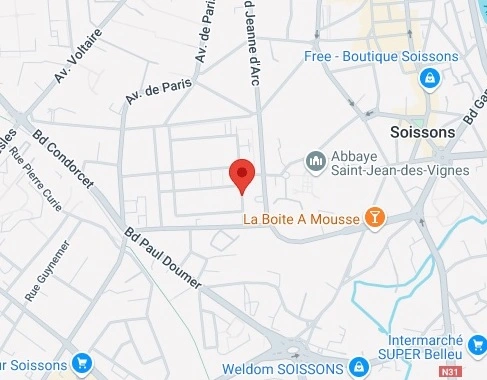 Av. Voltaire
Av. de Paris
Bd Jeanne d'Arc
Free - Boutique Soissons
Av. de Paris
Bd Condorcet
Rue Pierre Curie
Soissons
Abbaye
Saint-Jean-des-Vignes
La Boite A Mousse
Bd Paul Doumer
Rue Guynemer
Intermarché
SUPER Belleu
Weldom SOISSONS
N31